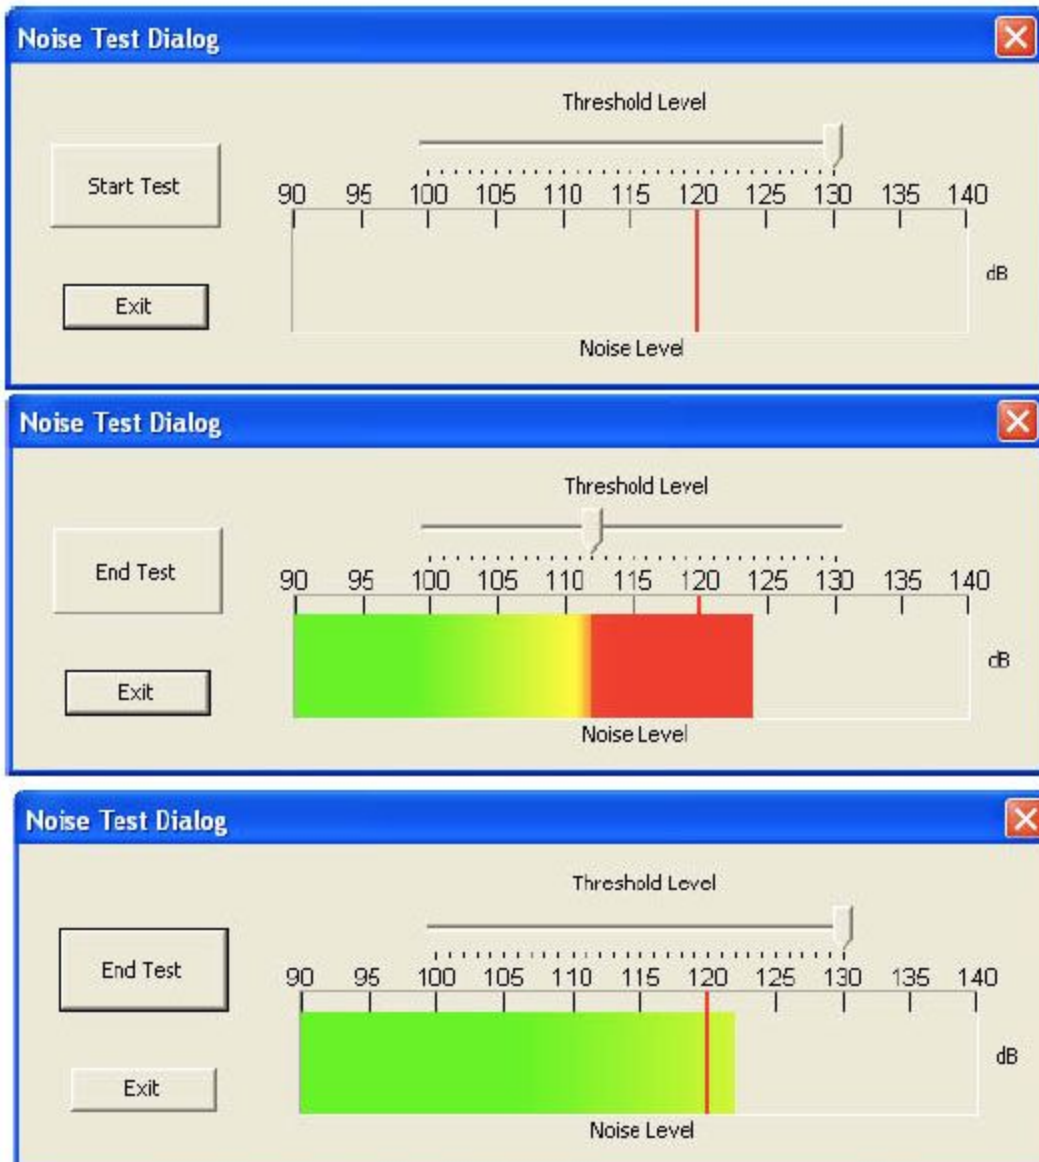 Noise Test Dialog
Threshold Level
Start Test
90 95 100 105 110 115 120 125 130 135 140
dB
Exit
Noise Level
Noise Test Dialog
Threshold Level
End Test
90 95 100 105 110 115 120 125 130 135 140
dB
Exit
Noise Level
Noise Test Dialog
Threshold Level
End Test
90 95 100 105 110 115 120 125 130 135 140
dB
Exit
Noise Level